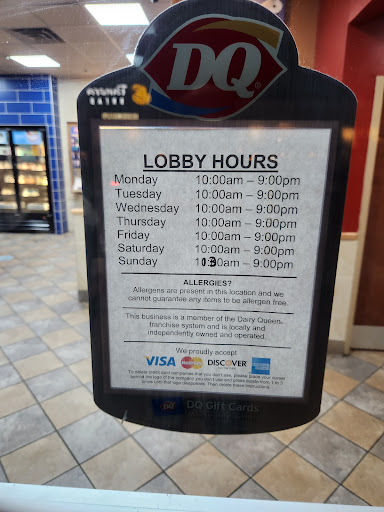 DQ
LOBBY HOURS
Monday 10:00am – 9:00pm
Tuesday 10:00am – 9:00pm
Wednesday 10:00am – 9:00pm
Thursday 10:00am – 9:00pm
Friday 10:00am – 9:00pm
Saturday 10:00am – 9:00pm
Sunday 10:30am – 9:00pm
ALLERGIES?
Allergens are present in this location and we
cannot guarantee any items to be allergen free.
This business is a member of the Dairy Queen
franchise system and is locally and
independently owned and operated.
We proudly accept
VISA MasterCard DISCOVER
DQ DQ Gift Cards